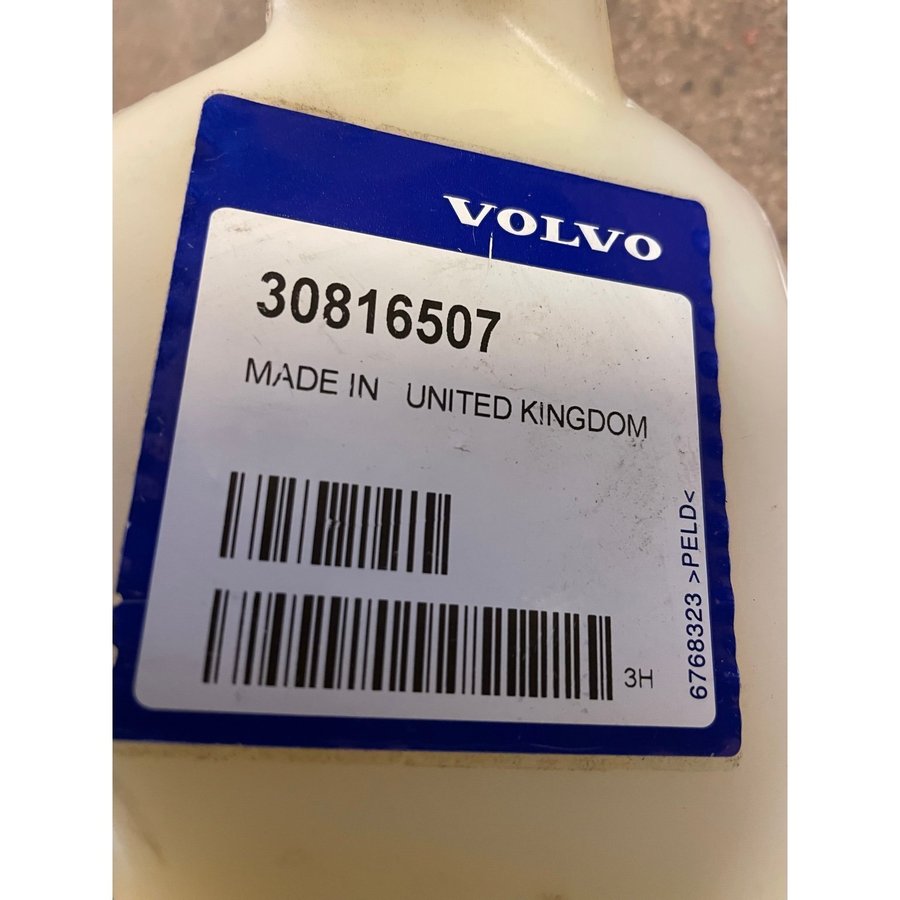 VOLVO
30816507
MADE IN UNITED KINGDOM
3H
6768323 >PELD<